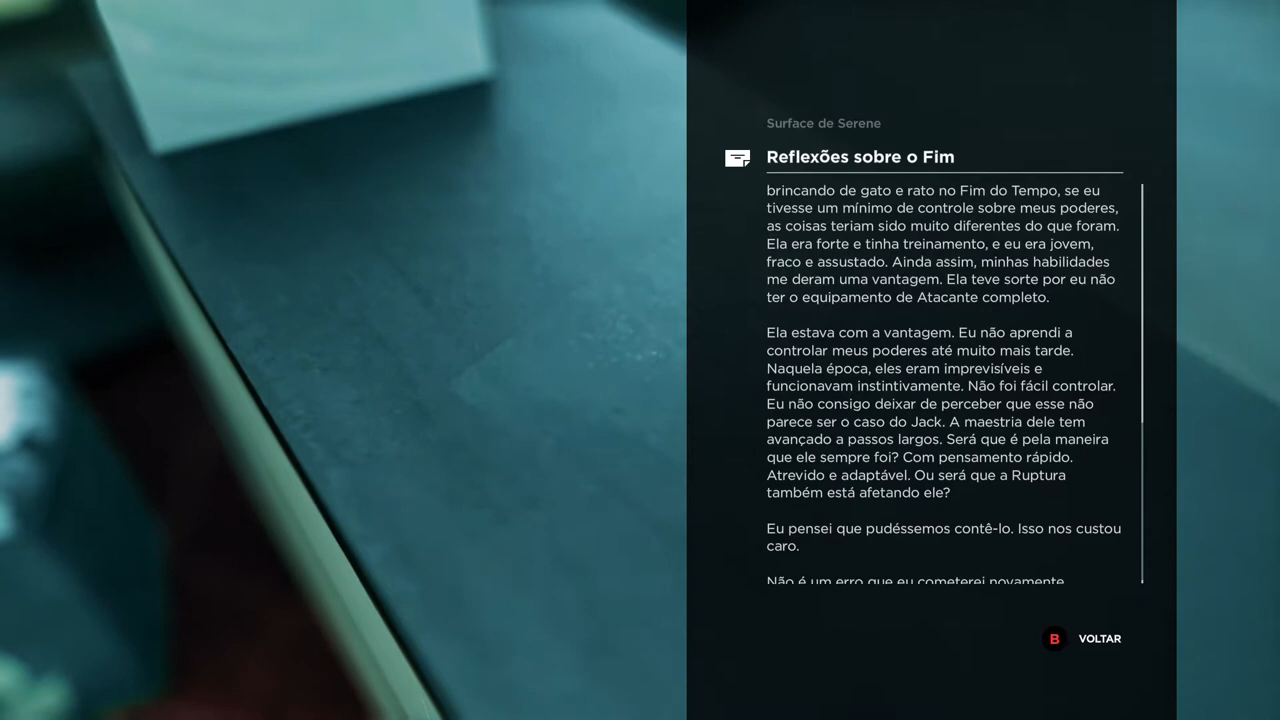 Surface de Serene
Reflexões sobre o Fim
brincando de gato e rato no Fim do Tempo, se eu
tivesse um mínimo de controle sobre meus poderes,
as coisas teriam sido muito diferentes do que foram.
Ela era forte e tinha treinamento, e eu era jovem,
fraco e assustado. Ainda assim, minhas habilidades
me deram uma vantagem. Ela teve sorte por eu não
ter o equipamento de Atacante completo.
Ela estava com a vantagem. Eu não aprendi a
controlar meus poderes até muito mais tarde.
Naquela época, eles eram imprevisíveis e
funcionavam instintivamente. Não foi fácil controlar.
Eu não consigo deixar de perceber que esse não
parece ser o caso do Jack. A maestria dele tem
avançado a passos largos. Será que é pela maneira
que ele sempre foi? Com pensamento rápido.
Atrevido e adaptável. Ou será que a Ruptura
também está afetando ele?
Eu pensei que pudéssemos contê-lo. Isso nos custou
caro.
Não é um erro que eu cometerei novamente
B VOLTAR